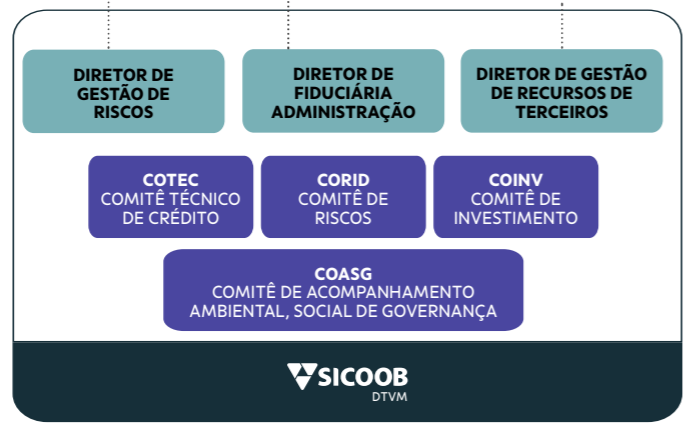 DIRETOR DE
GESTÃO DE
RISCOS
DIRETOR DE
FIDUCIÁRIA
ADMINISTRAÇÃO
DIRETOR DE GESTÃO
DE RECURSOS DE
TERCEIROS
COTEC
COMITÊ TÉCNICO
DE CRÉDITO
CORID
COMITÊ DE
RISCOS
COINV
COMITÊ DE
INVESTIMENTO
COASG
COMITÊ DE ACOMPANHAMENTO
AMBIENTAL, SOCIAL DE GOVERNANÇA
SICOOB
DTVM